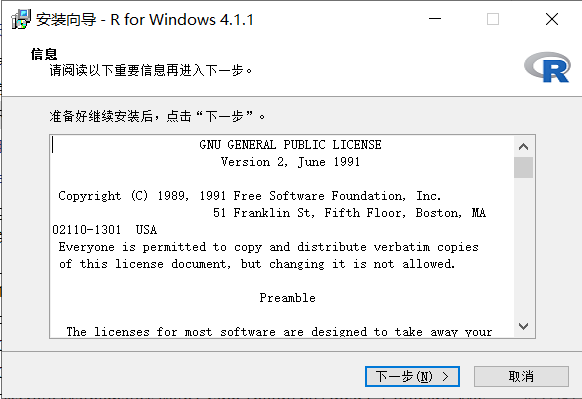 安装向导 - R for Windows 4.1.1
信息
请阅读以下重要信息再进入下一步。
R
准备好继续安装后，点击“下一步”。
GNU GENERAL PUBLIC LICENSE
Version 2, June 1991
Copyright (C) 1989, 1991 Free Software Foundation, Inc.
51 Franklin St, Fifth Floor, Boston, MA
02110-1301  USA
Everyone is permitted to copy and distribute verbatim copies
of this license document, but changing it is not allowed.
Preamble
The licenses for most software are designed to take away your
下一步(N) >
取消